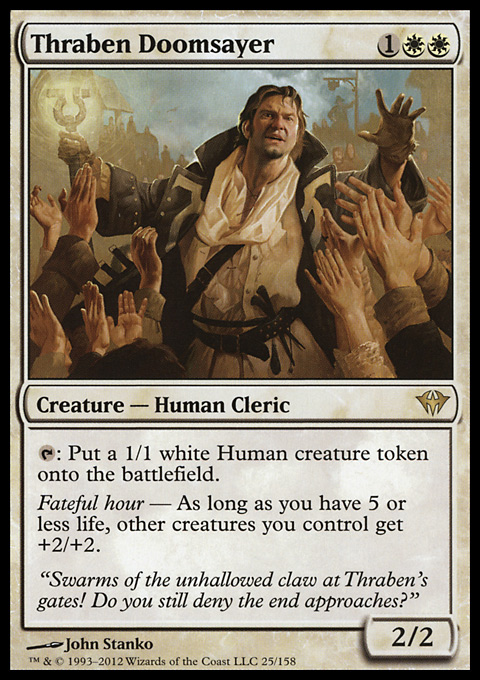 Thraben Doomsayer 1
Creature — Human Cleric
: Put a 1/1 white Human creature token
onto the battlefield.
Fateful hour — As long as you have 5 or
less life, other creatures you control get
+2/+2.
“Swarms of the unhallowed claw at Thraben’s
gates! Do you still deny the end approaches?”
John Stanko
2/2
™ & © 1993–2012 Wizards of the Coast LLC 25/158